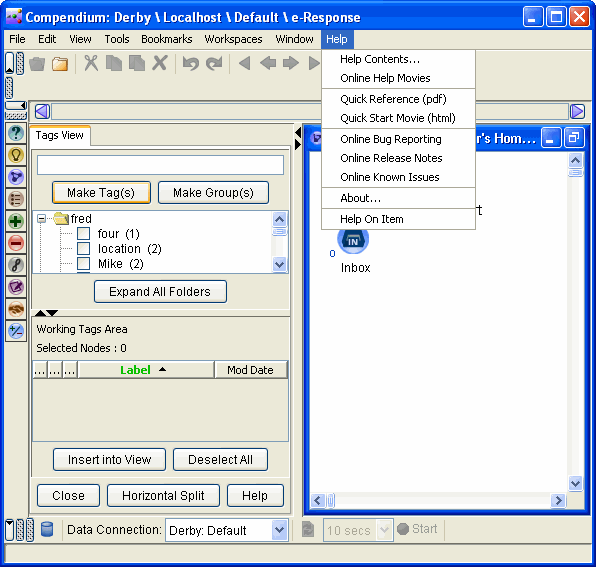 Compendium: Derby \ Localhost \ Default \ e-Response
File Edit View Tools Bookmarks Workspaces Window Help
Help Contents...
Online Help Movies
Quick Reference (pdf)
Quick Start Movie (html)
Online Bug Reporting
Online Release Notes
Online Known Issues
About...
Help On Item
Tags View
Make Tag(s) Make Group(s)
fred
four (1)
location (2)
Mike (2)
Expand All Folders
Working Tags Area
Selected Nodes : 0
... ... ... Label Mod Date
Insert into View Deselect All
Close Horizontal Split Help
r's Hom...
rt
IN
0
Inbox
Data Connection: Derby: Default 10 secs Start